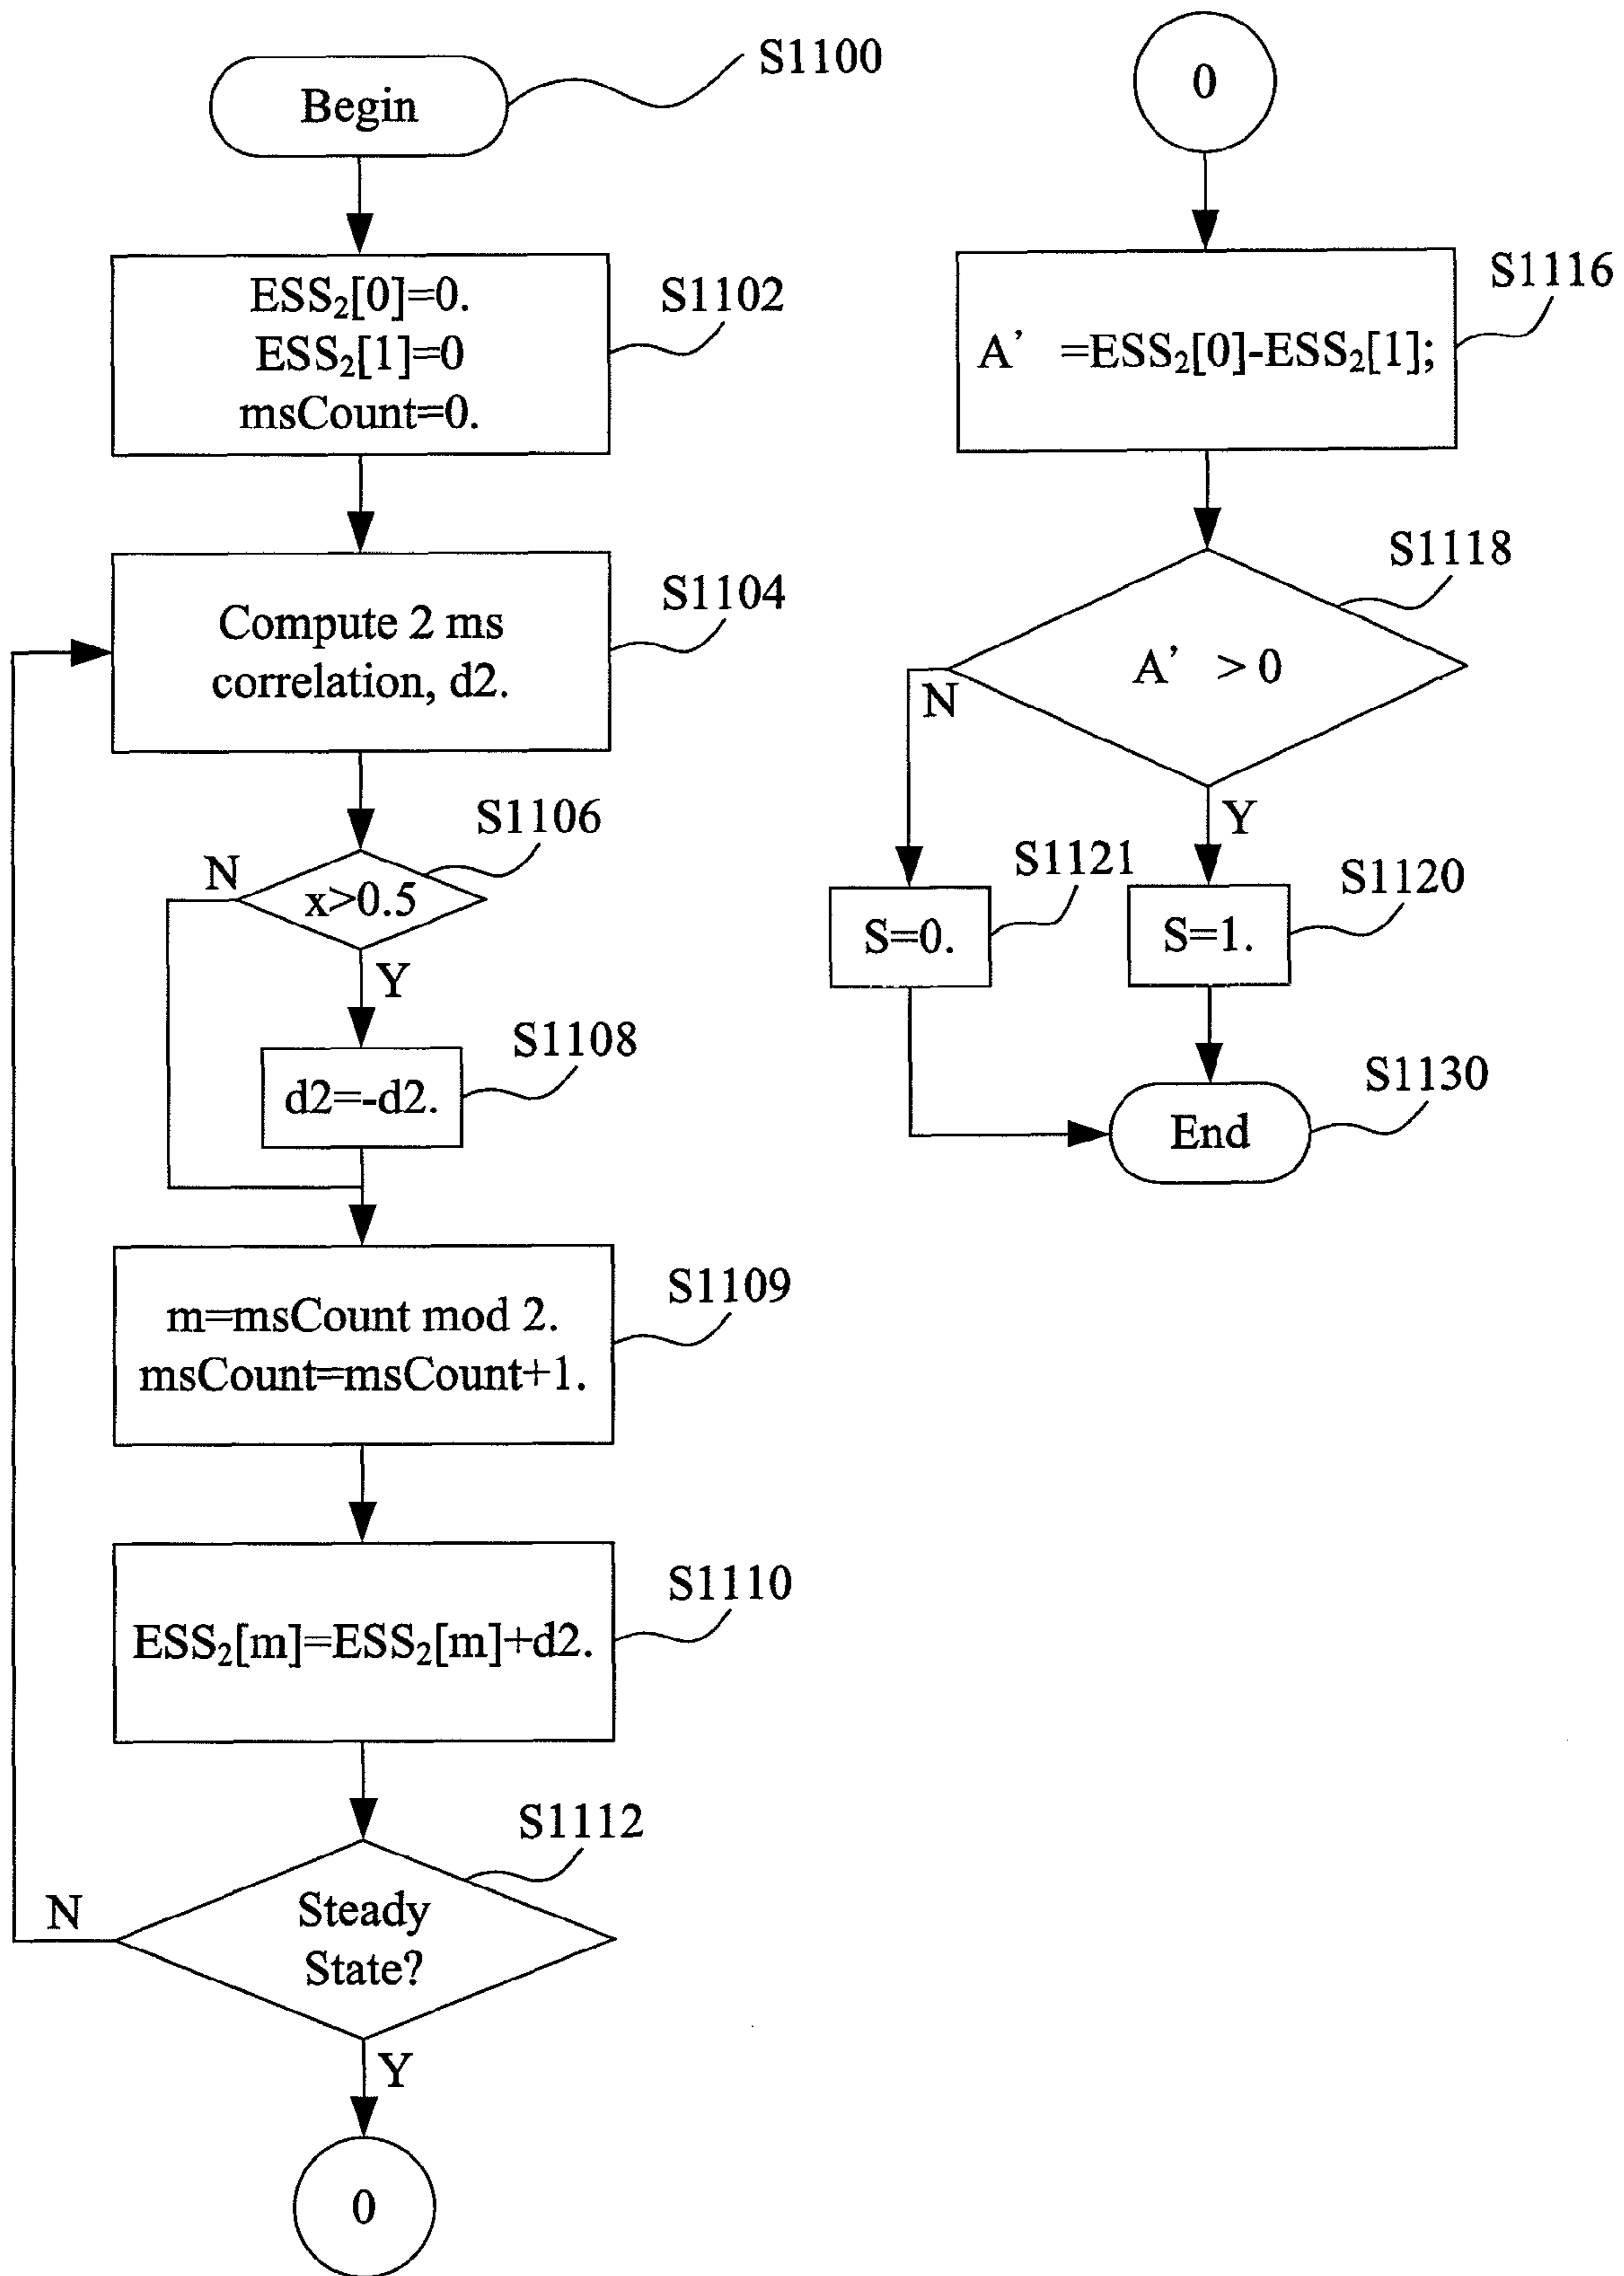 Begin
S1100
ESS₂[0]=0.
ESS₂[1]=0
msCount=0.
S1102
Compute 2 ms
correlation, d2.
S1104
x>0.5
S1106
N
Y
d2=-d2.
S1108
m=msCount mod 2.
msCount=msCount+1.
S1109
ESS₂[m]=ESS₂[m]+d2.
S1110
Steady
State?
S1112
N
Y
0
0
A' =ESS₂[0]-ESS₂[1];
S1116
A' > 0
S1118
N
Y
S=0.
S1121
S=1.
S1120
End
S1130